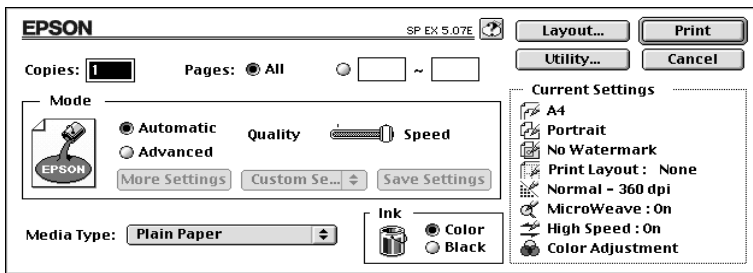 EPSON
SP EX 5.07E
Layout...
Print
Copies: 1
Pages: All
~
Utility...
Cancel
Mode
EPSON
Automatic
Advanced
Quality
Speed
More Settings
Custom Se...
Save Settings
Media Type: Plain Paper
Ink
Color
Black
Current Settings
A4
Portrait
No Watermark
Print Layout : None
Normal - 360 dpi
MicroWeave : On
High Speed : On
Color Adjustment